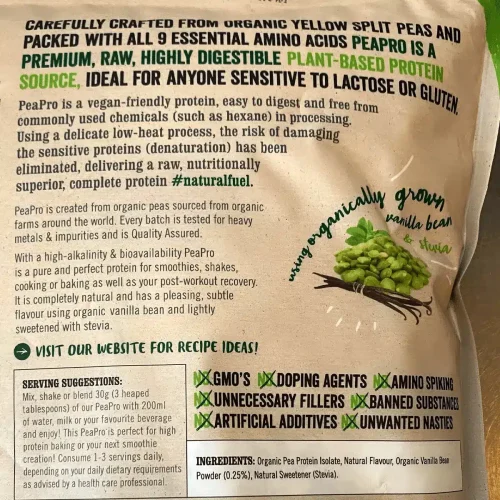 CAREFULLY CRAFTED FROM ORGANIC YELLOW SPLIT PEAS AND
PACKED WITH ALL 9 ESSENTIAL AMINO ACIDS PEAPRO IS A
PREMIUM, RAW, HIGHLY DIGESTIBLE PLANT-BASED PROTEIN
SOURCE, IDEAL FOR ANYONE SENSITIVE TO LACTOSE OR GLUTEN.
PeaPro is a vegan-friendly protein, easy to digest and free from
commonly used chemicals (such as hexane) in processing.
Using a delicate low-heat process, the risk of damaging
the sensitive proteins (denaturation) has been
eliminated, delivering a raw, nutritionally
superior, complete protein #naturalfuel.
PeaPro is created from organic peas sourced from organic
farms around the world. Every batch is tested for heavy
metals & impurities and is Quality Assured.
With a high-alkalinity & bioavailability PeaPro
is a pure and perfect protein for smoothies, shakes,
cooking or baking as well as your post-workout recovery.
It is completely natural and has a pleasing, subtle
flavour using organic vanilla bean and lightly
sweetened with stevia.
using organically grown
vanilla bean
& stevia
VISIT OUR WEBSITE FOR RECIPE IDEAS!
SERVING SUGGESTIONS:
Mix, shake or blend 30g (3 heaped
tablespoons) of our PeaPro with 200ml
of water, milk or your favourite beverage
and enjoy! This PeaPro is perfect for high
protein baking or your next smoothie
creation! Consume 1-3 servings daily,
depending on your daily dietary requirements
as advised by a health care professional.
NO GMO'S NO DOPING AGENTS NO AMINO SPIKING
NO UNNECESSARY FILLERS NO BANNED SUBSTANCES
NO ARTIFICIAL ADDITIVES NO UNWANTED NASTIES
INGREDIENTS: Organic Pea Protein Isolate, Natural Flavour, Organic Vanilla Bean
Powder (0.25%), Natural Sweetener (Stevia).